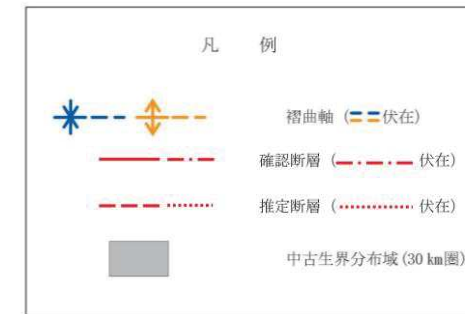 凡 例
褶曲軸 (伏在)
確認断層 ( 伏在)
推定断層 ( 伏在)
中古生界分布域 (30 km圏)